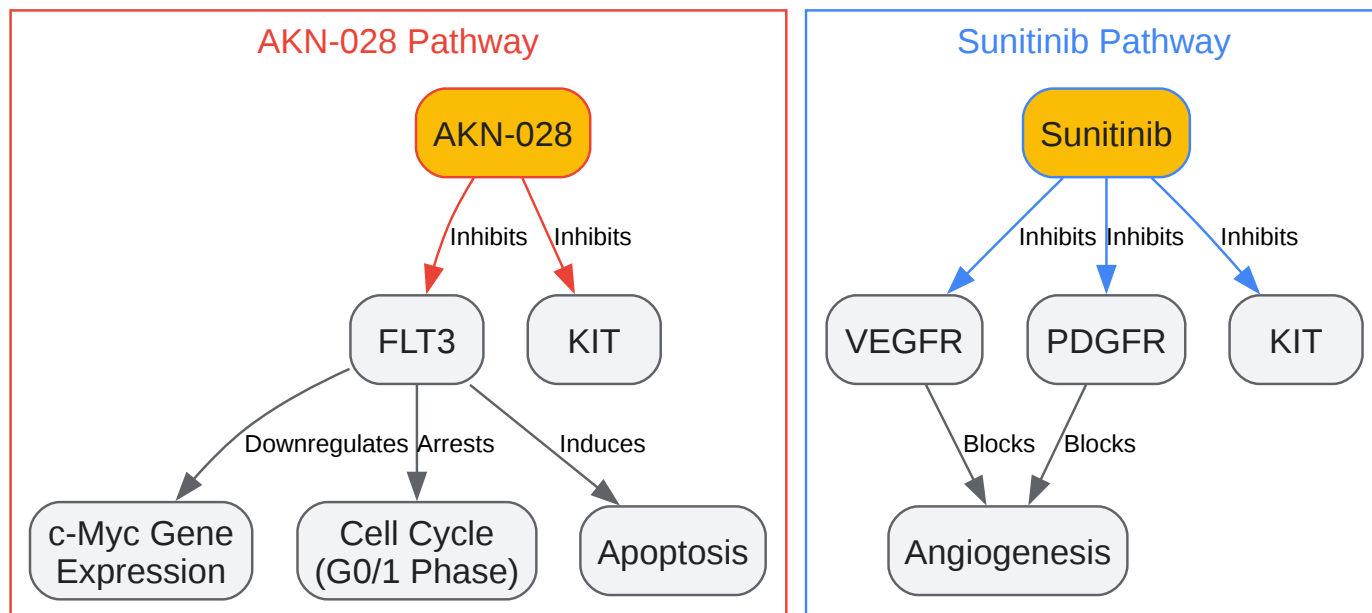 AKN-028 Pathway
AKN-028
Inhibits
Inhibits
FLT3
KIT
Downregulates
Arrests
Induces
c-Myc Gene
Expression
Cell Cycle
(G0/1 Phase)
Apoptosis
Sunitinib Pathway
Sunitinib
Inhibits
Inhibits
Inhibits
VEGFR
PDGFR
KIT
Blocks
Blocks
Angiogenesis